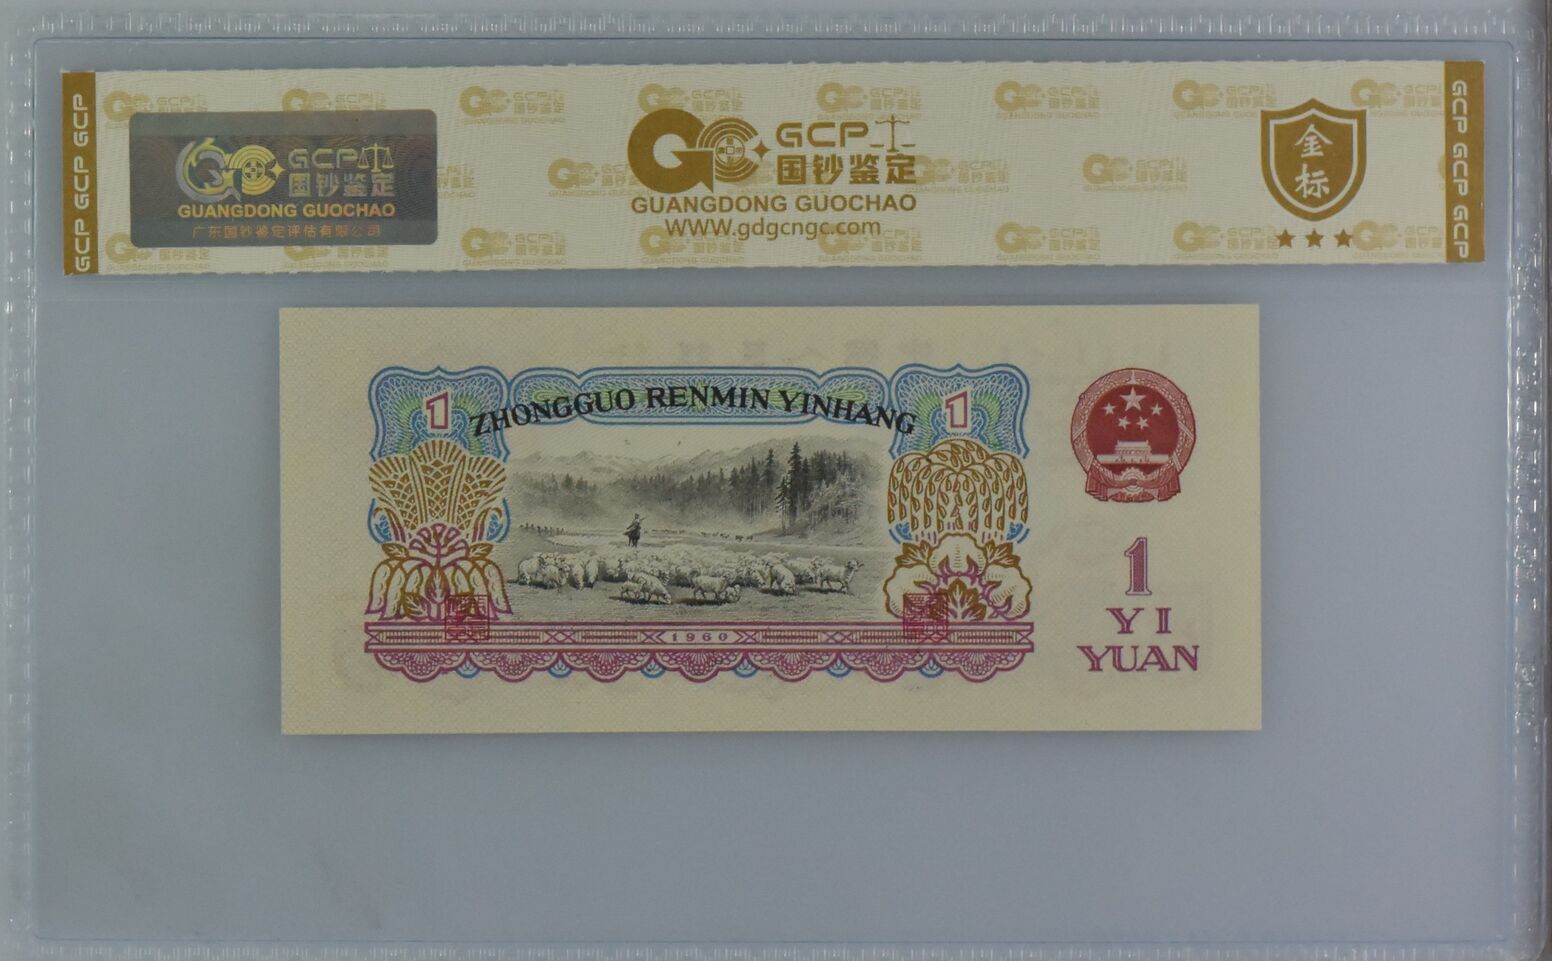 GCP GCP GCP
GCP
国钞鉴定
GUANGDONG GUOCHAO
广东国钞鉴定评估有限公司
GCP
国钞鉴定
GUANGDONG GUOCHAO
WWW.gdgcngc.com
金标
GCP GCP GCP
1
ZHONGGUO RENMIN YINHANG
1
1960
1
YI
YUAN